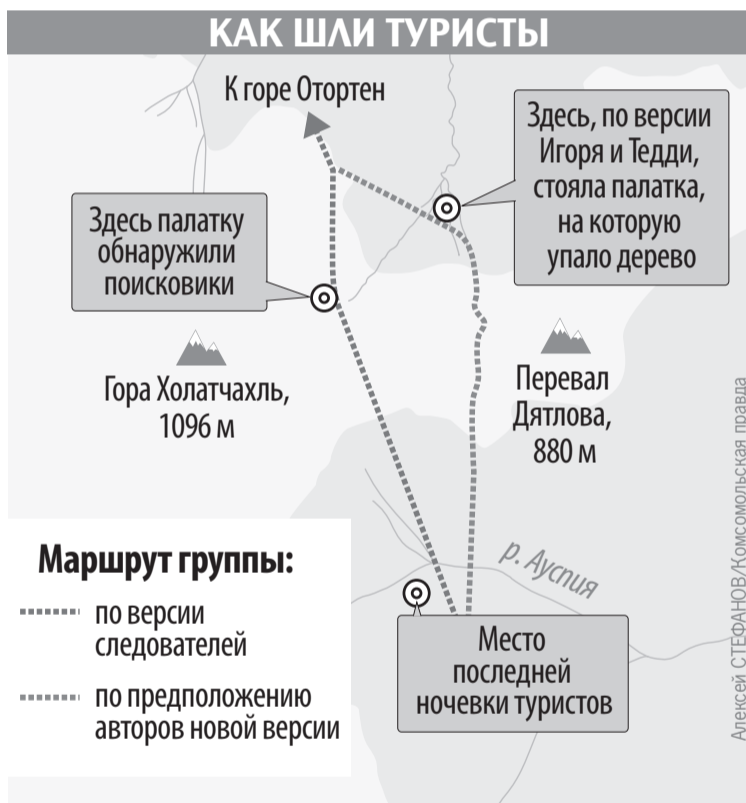 КАК ШЛИ ТУРИСТЫ
К горе Отортен
Здесь, по версии
Игоря и Тедди,
стояла палатка,
на которую
упало дерево
Здесь палатку
обнаружили
поисковики
Гора Холатчахль,
1096 м
Перевал
Дятлова,
880 м
р. Ауспия
Маршрут группы:
по версии
следователей
по предположению
авторов новой версии
Место
последней
ночевки туристов
Алексей СТЕФАНОВ/Комсомольская правда